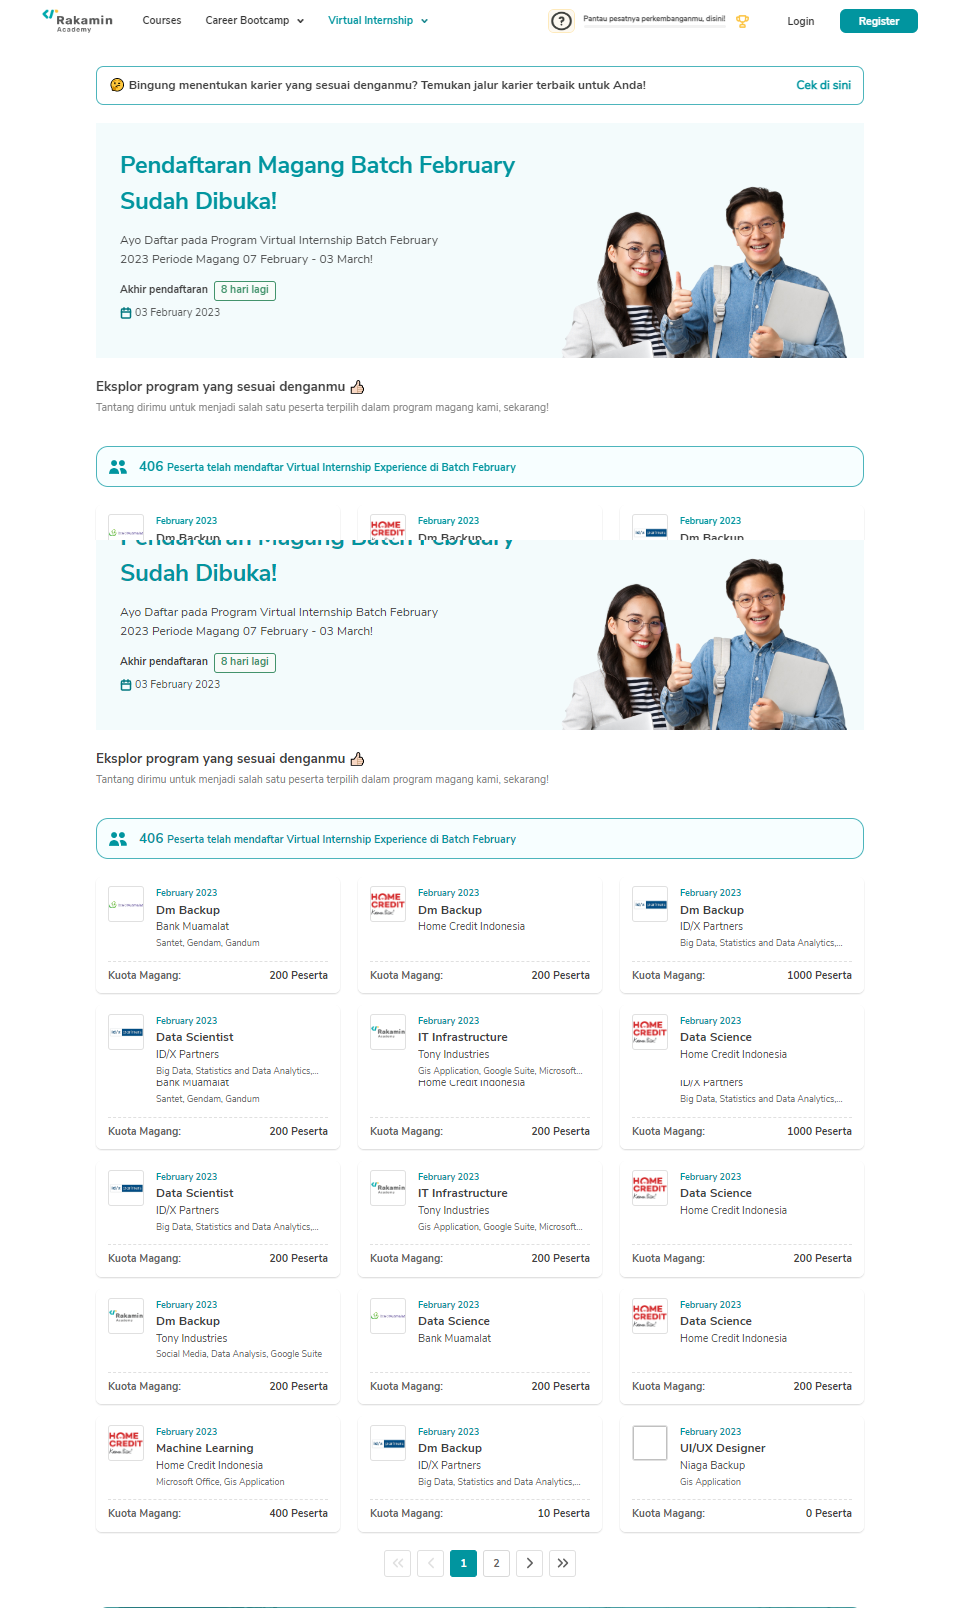 Rakamin
Academy
Courses
Career Bootcamp
Virtual Internship
Pantau pesatnya perkembanganmu, disini!
Login
Register
Bingung menentukan karier yang sesuai denganmu? Temukan jalur karier terbaik untuk Anda!
Cek di sini
Pendaftaran Magang Batch February
Sudah Dibuka!
Ayo Daftar pada Program Virtual Internship Batch February
2023 Periode Magang 07 February - 03 March!
Akhir pendaftaran 8 hari lagi
03 February 2023
Eksplor program yang sesuai denganmu
Tantang dirimu untuk menjadi salah satu peserta terpilih dalam program magang kami, sekarang!
406 Peserta telah mendaftar Virtual Internship Experience di Batch February
February 2023
Dm Backup
HOME CREDIT
February 2023
Dm Backup
February 2023
Dm Backup
Pendaftaran Magang Batch February
Sudah Dibuka!
Ayo Daftar pada Program Virtual Internship Batch February
2023 Periode Magang 07 February - 03 March!
Akhir pendaftaran 8 hari lagi
03 February 2023
Eksplor program yang sesuai denganmu
Tantang dirimu untuk menjadi salah satu peserta terpilih dalam program magang kami, sekarang!
406 Peserta telah mendaftar Virtual Internship Experience di Batch February
February 2023
Dm Backup
Bank Muamalat
Santet, Gendam, Gandum
Kuota Magang: 200 Peserta
HOME CREDIT
February 2023
Dm Backup
Home Credit Indonesia
Kuota Magang: 200 Peserta
February 2023
Dm Backup
ID/X Partners
Big Data, Statistics and Data Analytics,...
Kuota Magang: 1000 Peserta
February 2023
Data Scientist
ID/X Partners
Big Data, Statistics and Data Analytics,...
Bank Muamalat
Santet, Gendam, Gandum
Kuota Magang: 200 Peserta
Rakamin
February 2023
IT Infrastructure
Tony Industries
Gis Application, Google Suite, Microsoft...
Home Credit Indonesia
Kuota Magang: 200 Peserta
HOME CREDIT
February 2023
Data Science
Home Credit Indonesia
ID/X Partners
Big Data, Statistics and Data Analytics,...
Kuota Magang: 1000 Peserta
February 2023
Data Scientist
ID/X Partners
Big Data, Statistics and Data Analytics,...
Kuota Magang: 200 Peserta
Rakamin
February 2023
IT Infrastructure
Tony Industries
Gis Application, Google Suite, Microsoft...
Kuota Magang: 200 Peserta
HOME CREDIT
February 2023
Data Science
Home Credit Indonesia
Kuota Magang: 200 Peserta
Rakamin
February 2023
Dm Backup
Tony Industries
Social Media, Data Analysis, Google Suite
Kuota Magang: 200 Peserta
February 2023
Data Science
Bank Muamalat
Kuota Magang: 200 Peserta
HOME CREDIT
February 2023
Data Science
Home Credit Indonesia
Kuota Magang: 200 Peserta
HOME CREDIT
February 2023
Machine Learning
Home Credit Indonesia
Microsoft Office, Gis Application
Kuota Magang: 400 Peserta
February 2023
Dm Backup
ID/X Partners
Big Data, Statistics and Data Analytics,...
Kuota Magang: 10 Peserta
February 2023
UI/UX Designer
Niaga Backup
Gis Application
Kuota Magang: 0 Peserta
1 2